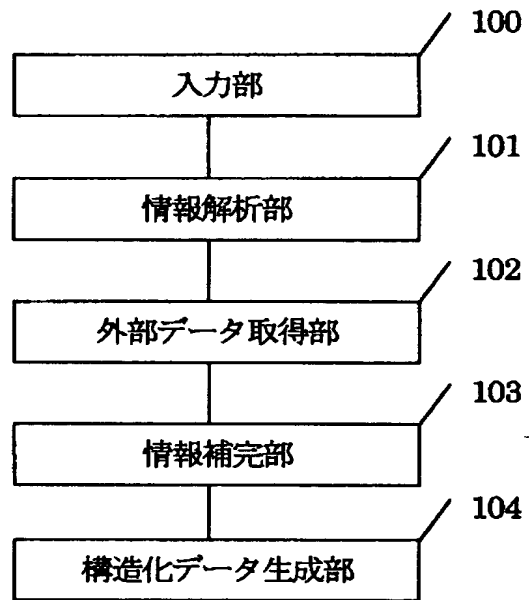 100
入力部
101
情報解析部
102
外部データ取得部
103
情報補完部
104
構造化データ生成部